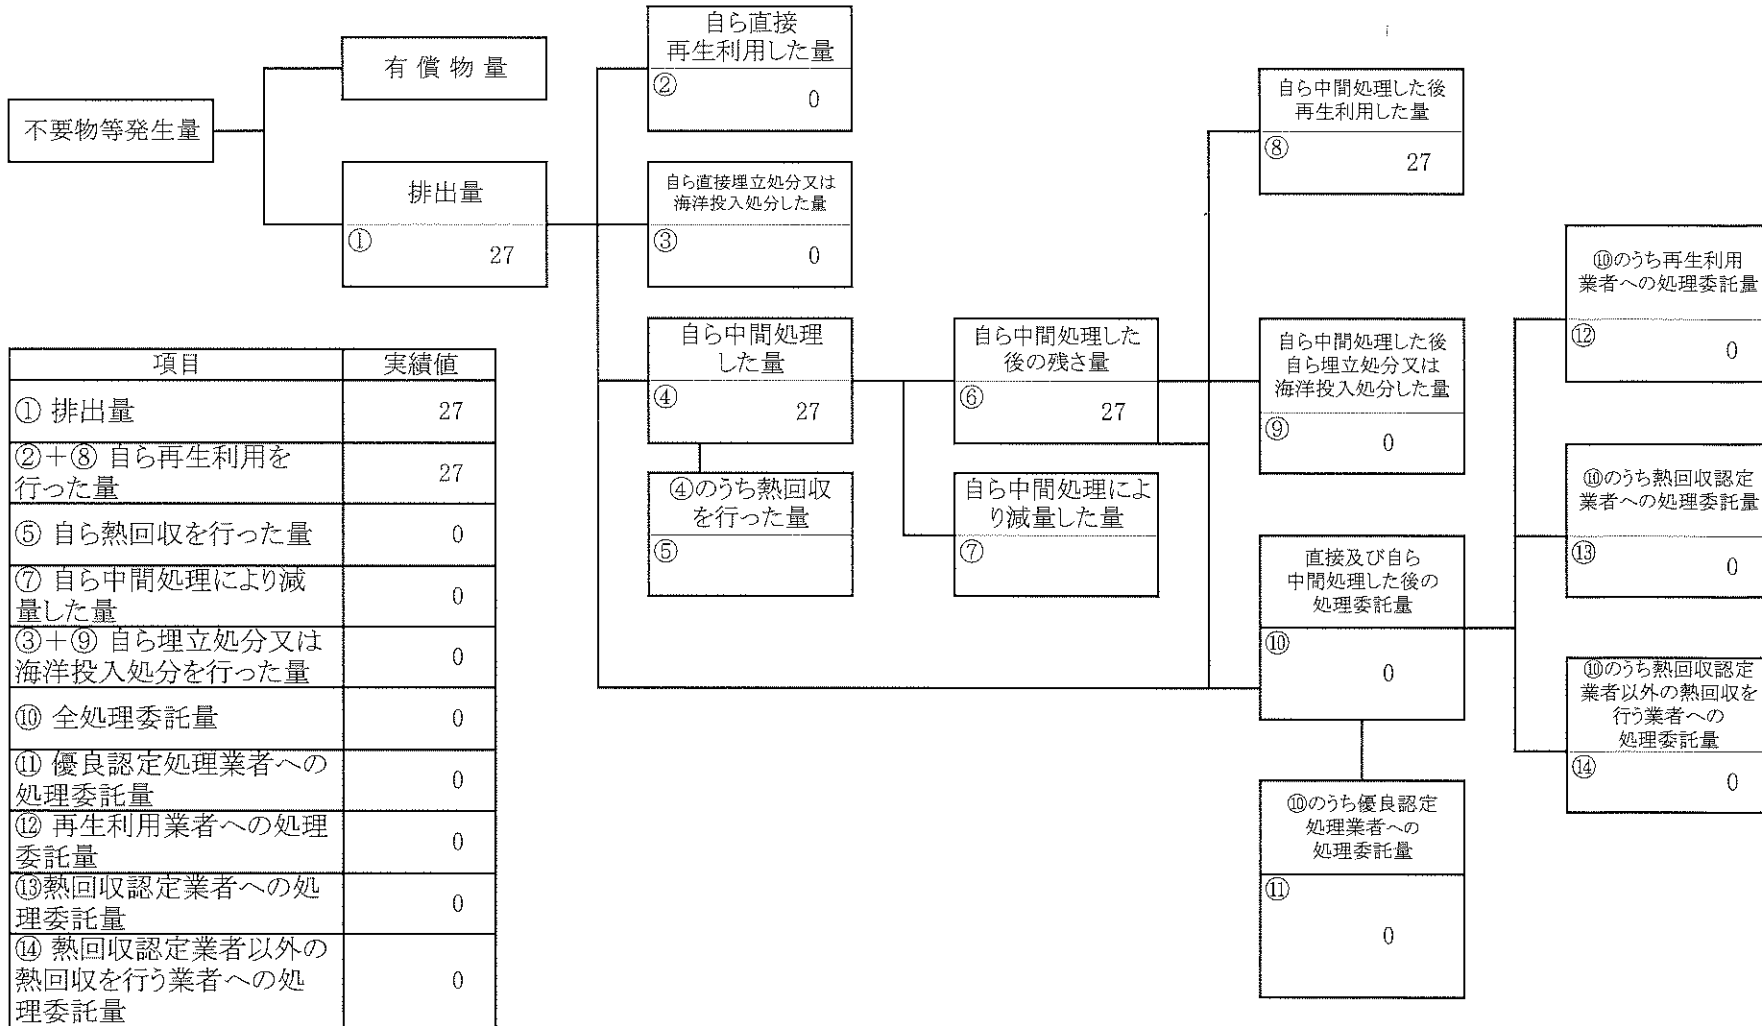 不要物等発生量
有償物量
排出量
①
27
自ら直接
再生利用した量
②
0
自ら直接埋立処分又は
海洋投入処分した量
③
0
自ら中間処理
した量
④
27
④のうち熱回収
を行った量
⑤
自ら中間処理した
後の残さ量
⑥
27
自ら中間処理によ
り減量した量
⑦
自ら中間処理した後
再生利用した量
⑧
27
自ら中間処理した後
自ら埋立処分又は
海洋投入処分した量
⑨
0
直接及び自ら
中間処理した後の
処理委託量
⑩
0
⑩のうち優良認定
処理業者への
処理委託量
⑪
0
⑩のうち再生利用
業者への処理委託量
⑫
0
⑩のうち熱回収認定
業者への処理委託量
⑬
0
⑩のうち熱回収認定
業者以外の熱回収を
行う業者への
処理委託量
⑭
0
項目 実績値
① 排出量 27
②+⑧ 自ら再生利用を
行った量 27
⑤ 自ら熱回収を行った量 0
⑦ 自ら中間処理により減
量した量 0
③+⑨ 自ら埋立処分又は
海洋投入処分を行った量 0
⑩ 全処理委託量 0
⑪ 優良認定処理業者への
処理委託量 0
⑫ 再生利用業者への処理
委託量 0
⑬熱回収認定業者への処
理委託量 0
⑭ 熱回収認定業者以外の
熱回収を行う業者への処
理委託量 0